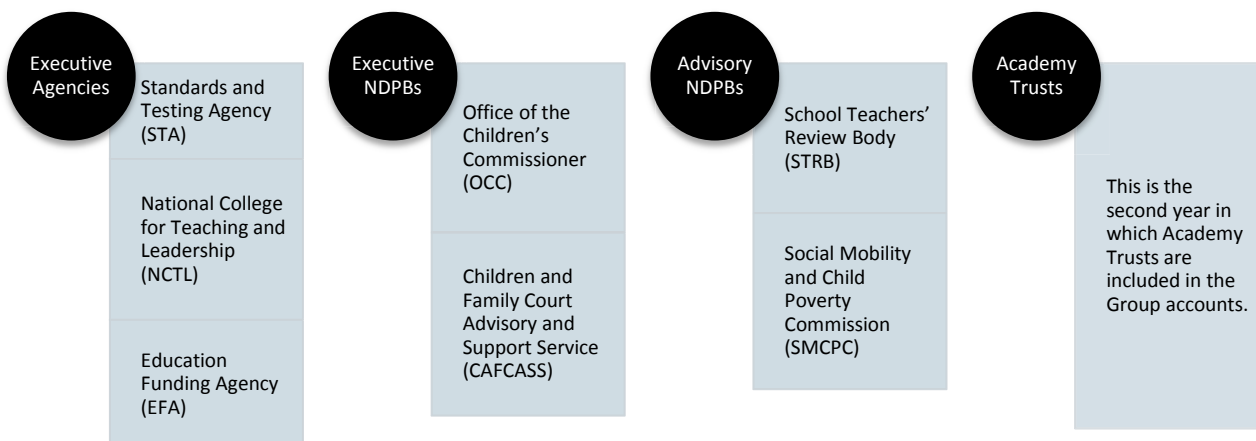 Executive
Agencies
Standards and
Testing Agency
(STA)
National College
for Teaching and
Leadership
(NCTL)
Education
Funding Agency
(EFA)
Executive
NDPBs
Office of the
Children’s
Commissioner
(OCC)
Children and
Family Court
Advisory and
Support Service
(CAFCASS)
Advisory
NDPBs
School Teachers’
Review Body
(STRB)
Social Mobility
and Child
Poverty
Commission
(SMCPC)
Academy
Trusts
This is the
second year in
which Academy
Trusts are
included in the
Group accounts.